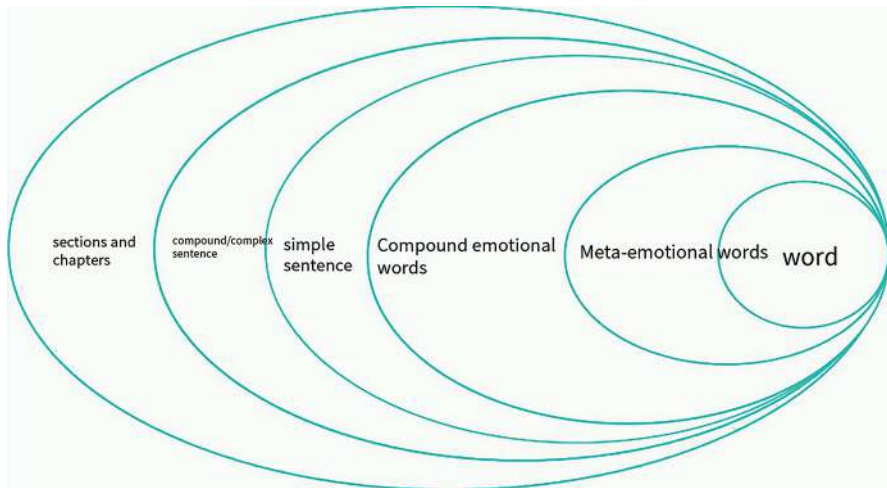 sections and
chapters
compound/complex
sentence
simple
sentence
Compound emotional
words
Meta-emotional words
word